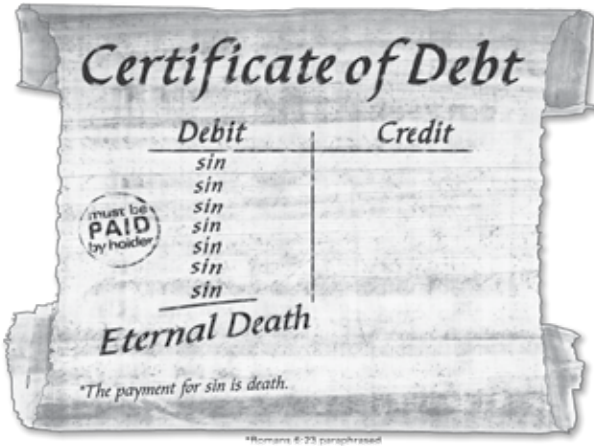 Certificate of Debt
Debit Credit
sin
sin
sin
sin
sin
sin
sin
must be
PAID
by holder
Eternal Death
*The payment for sin is death.
*Romans 6:23 paraphrased